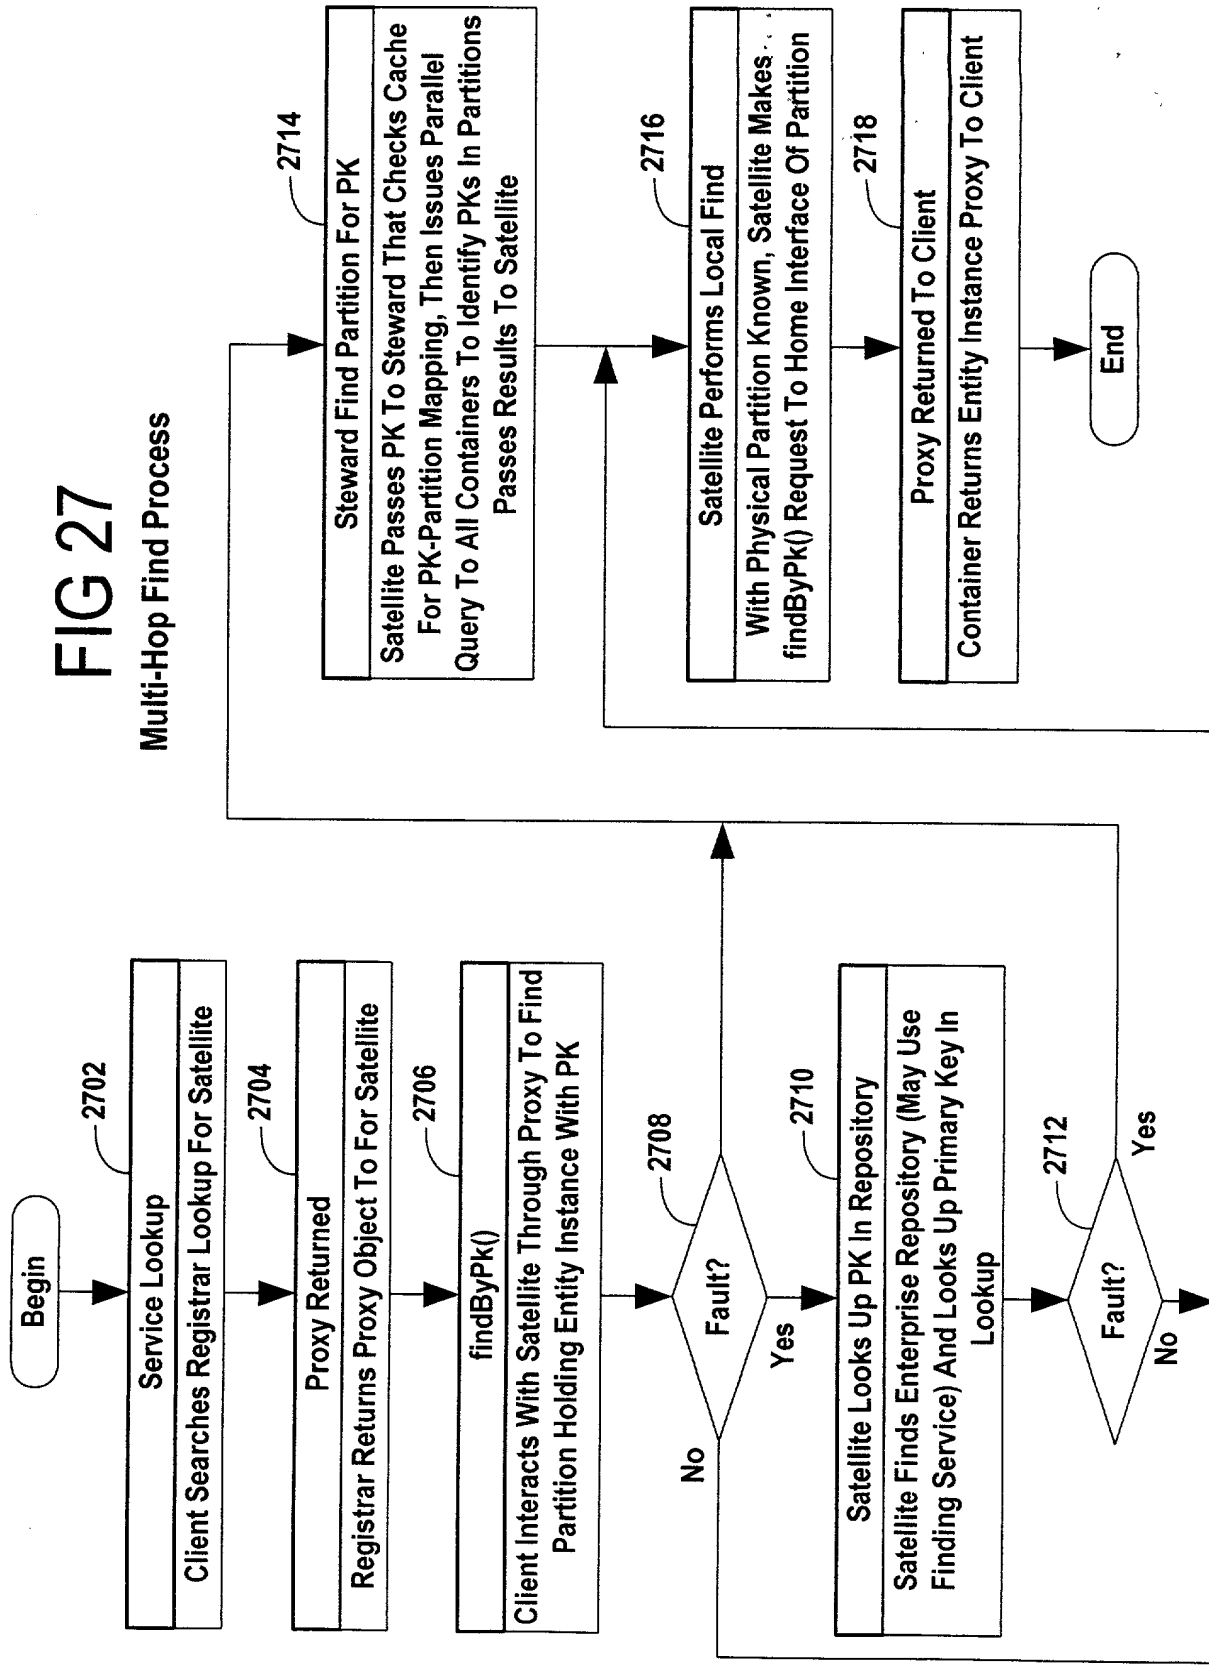 FIG 27
Multi-Hop Find Process
Begin
2702
Service Lookup
Client Searches Registrar Lookup For Satellite
2704
Proxy Returned
Registrar Returns Proxy Object To For Satellite
2706
findByPk()
Client Interacts With Satellite Through Proxy To Find
Partition Holding Entity Instance With PK
2708
Fault?
No
Yes
2710
Satellite Looks Up PK In Repository
Satellite Finds Enterprise Repository (May Use
Finding Service) And Looks Up Primary Key In
Lookup
2712
Fault?
Yes
No
2714
Steward Find Partition For PK
Satellite Passes PK To Steward That Checks Cache
For PK-Partition Mapping, Then Issues Parallel
Query To All Containers To Identify PKs In Partitions
Passes Results To Satellite
2716
Satellite Performs Local Find
With Physical Partition Known, Satellite Makes
findByPk() Request To Home Interface Of Partition
2718
Proxy Returned To Client
Container Returns Entity Instance Proxy To Client
End